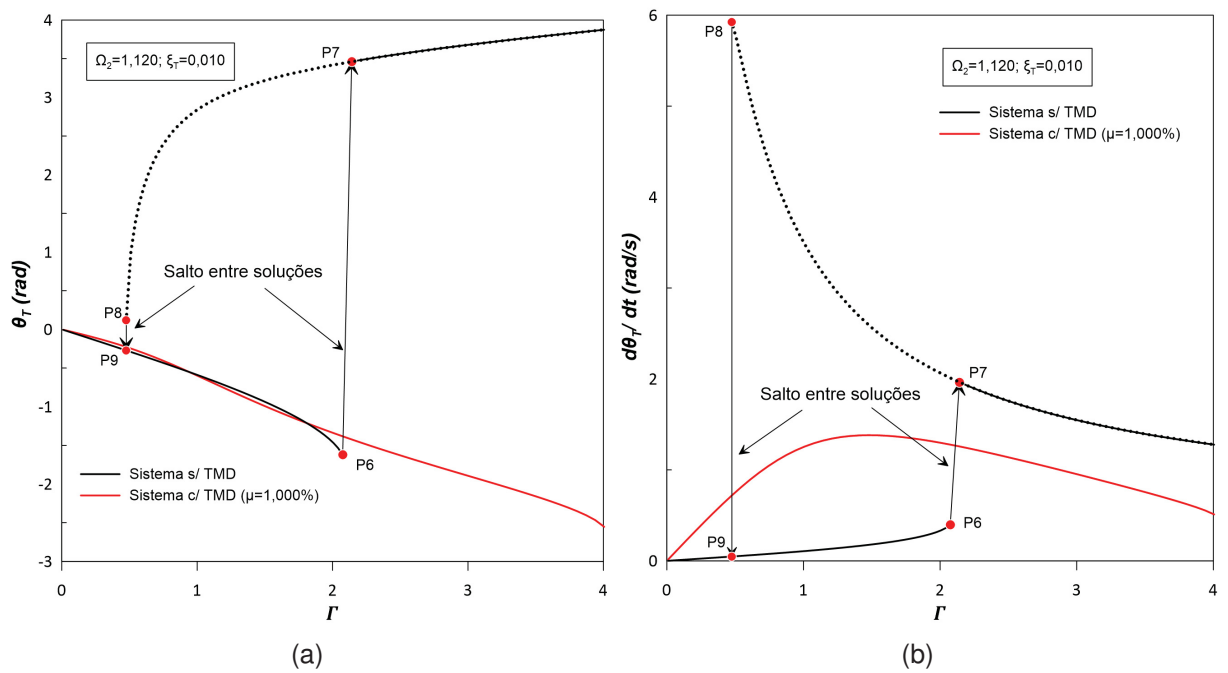 4
3
2
1
0
-1
-2
-3
θT (rad)
Ω2=1,120; ξT=0,010
P7
Salto entre soluções
P8
P9
P6
Sistema s/ TMD
Sistema c/ TMD (μ=1,000%)
0 1 2 3 4
Γ
(a)
6
4
2
0
dθT/ dt (rad/s)
P8
Ω2=1,120; ξT=0,010
Sistema s/ TMD
Sistema c/ TMD (μ=1,000%)
P7
Salto entre soluções
P6
P9
0 1 2 3 4
Γ
(b)